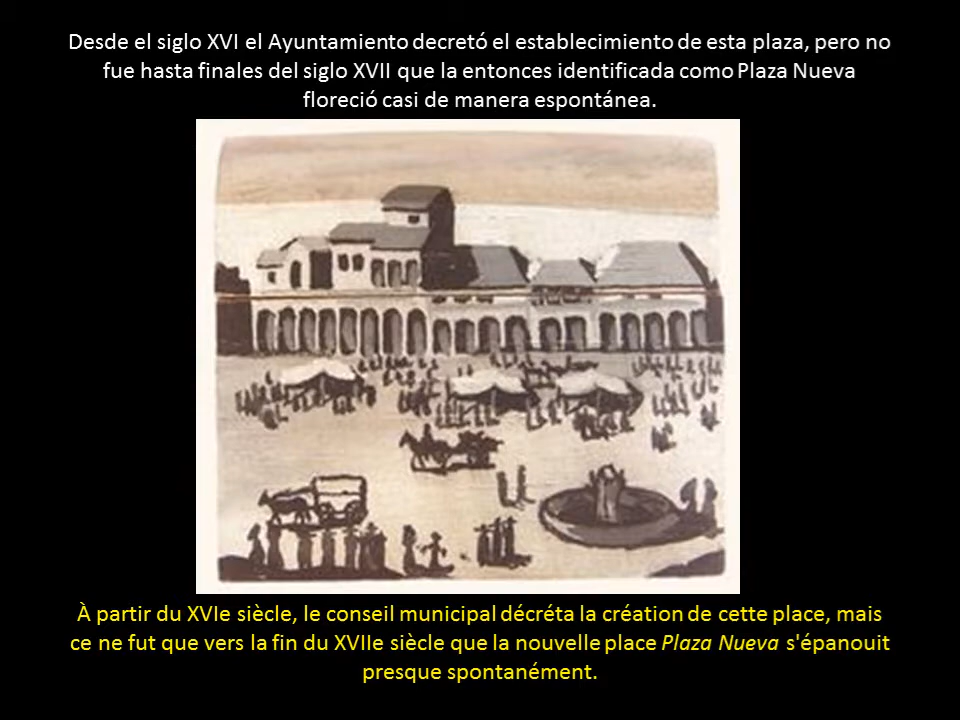 Desde el siglo XVI el Ayuntamiento decretó el establecimiento de esta plaza, pero no
fue hasta finales del siglo XVII que la entonces identificada como Plaza Nueva
floreció casi de manera espontánea.
À partir du XVIe siècle, le conseil municipal décréta la création de cette place, mais
ce ne fut que vers la fin du XVIIe siècle que la nouvelle place Plaza Nueva s'épanouit
presque spontanément.